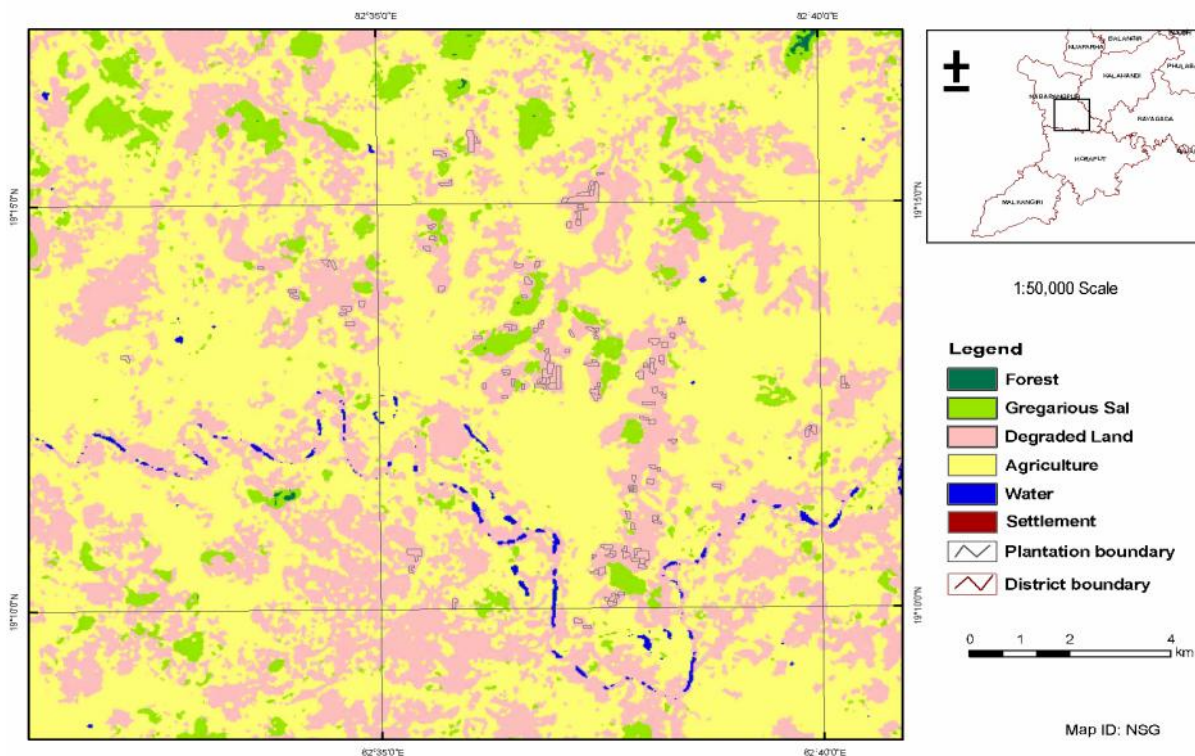 82°35'0"E
82°40'0"E
19°15'0"N
19°15'0"N
19°10'0"N
19°10'0"N
82°35'0"E
82°40'0"E
±
NUAPARHA
BALANGIR
KALAHANDI
NABARANGPUR
RAYAGADA
KORAPUT
MALKANGIRI
1:50,000 Scale
Legend
Forest
Gregarious Sal
Degraded Land
Agriculture
Water
Settlement
Plantation boundary
District boundary
0 1 2 4
km
Map ID: NSG